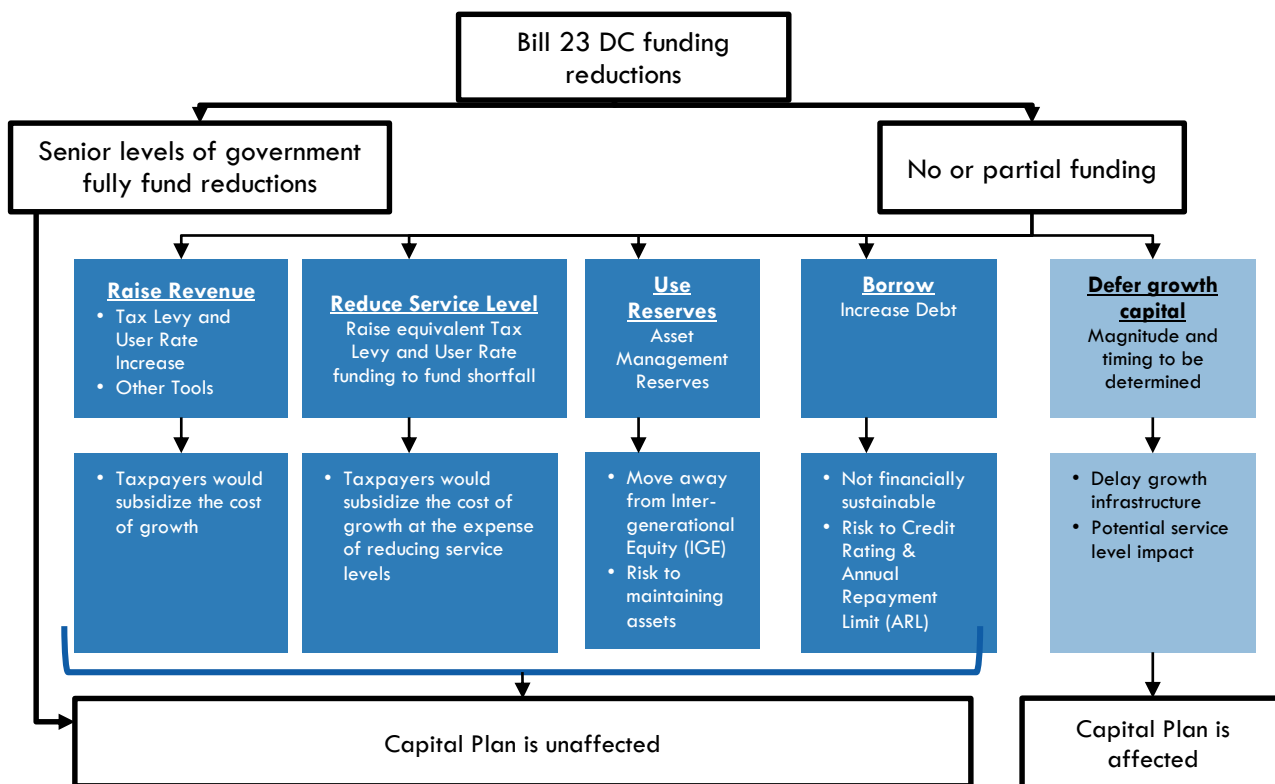 Bill 23 DC funding
reductions
Senior levels of government
fully fund reductions
No or partial funding
Raise Revenue
• Tax Levy and
User Rate
Increase
• Other Tools
Reduce Service Level
Raise equivalent Tax
Levy and User Rate
funding to fund shortfall
Use
Reserves
Asset
Management
Reserves
Borrow
Increase Debt
Defer growth
capital
Magnitude and
timing to be
determined
• Taxpayers would
subsidize the cost
of growth
• Taxpayers would
subsidize the cost of
growth at the expense
of reducing service
levels
• Move away
from Inter-
generational
Equity (IGE)
• Risk to
maintaining
assets
• Not financially
sustainable
• Risk to Credit
Rating &
Annual
Repayment
Limit (ARL)
• Delay growth
infrastructure
• Potential service
level impact
Capital Plan is unaffected
Capital Plan is
affected